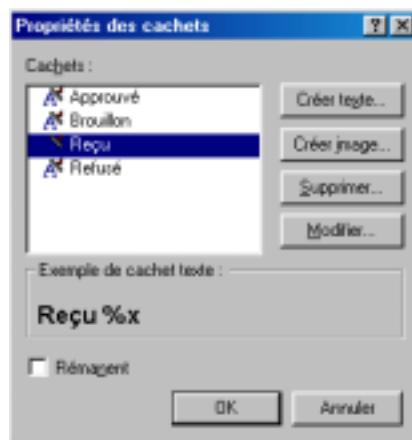 Propriétés des cachets
Cachets :
Approuvé
Brouillon
Reçu
Refusé
Créer texte...
Créer image...
Supprimer...
Modifier...
Exemple de cachet texte :
Reçu %x
Rémanent
OK
Annuler